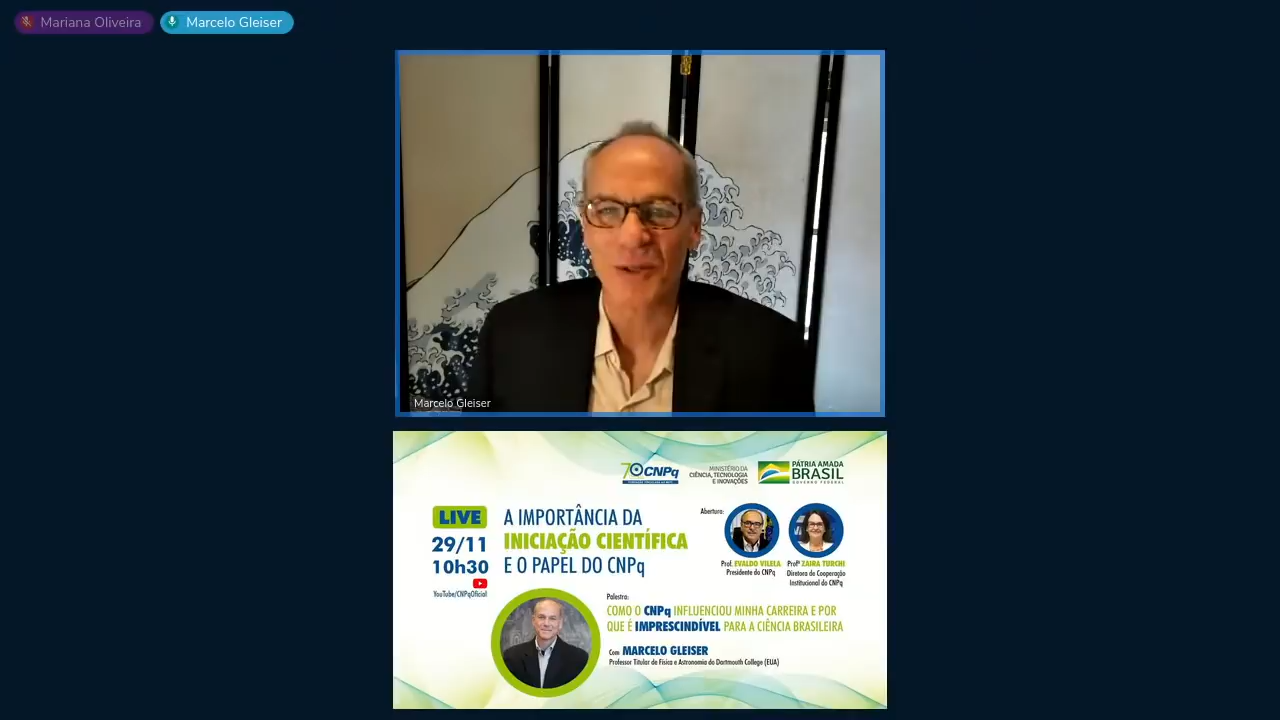 Mariana Oliveira
Marcelo Gleiser
Marcelo Gleiser
70 CNPq
MINISTÉRIO DA
CIÊNCIA, TECNOLOGIA
E INOVAÇÕES
PÁTRIA AMADA
BRASIL
GOVERNO FEDERAL
LIVE
29/11
10h30
YouTube/CNPqOficial
A IMPORTÂNCIA DA
INICIAÇÃO CIENTÍFICA
E O PAPEL DO CNPq
Abertura:
Prof. EVALDO VILELA
Presidente do CNPq
Profª ZAIRA TURCHI
Diretora de Cooperação
Institucional do CNPq
Palestra:
COMO O CNPq INFLUENCIOU MINHA CARREIRA E POR
QUE É IMPRESCINDÍVEL PARA A CIÊNCIA BRASILEIRA
Com MARCELO GLEISER
Professor Titular de Física e Astronomia do Dartmouth College (EUA)